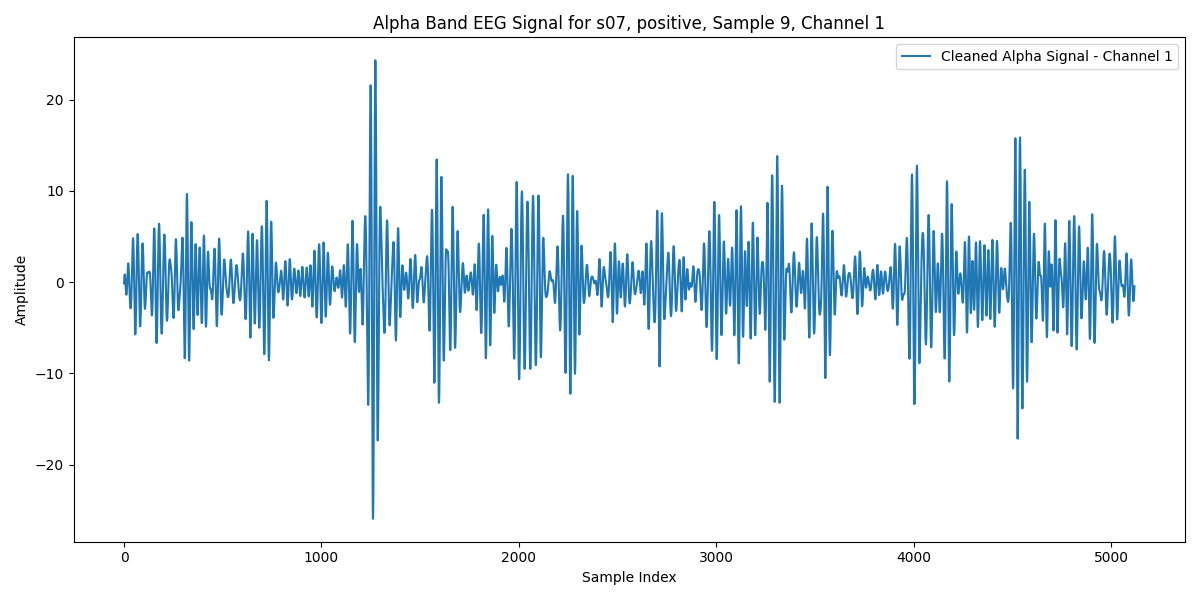 Alpha Band EEG Signal for s07, positive, Sample 9, Channel 1
Cleaned Alpha Signal - Channel 1
Amplitude
20
10
0
−10
−20
0 1000 2000 3000 4000 5000
Sample Index